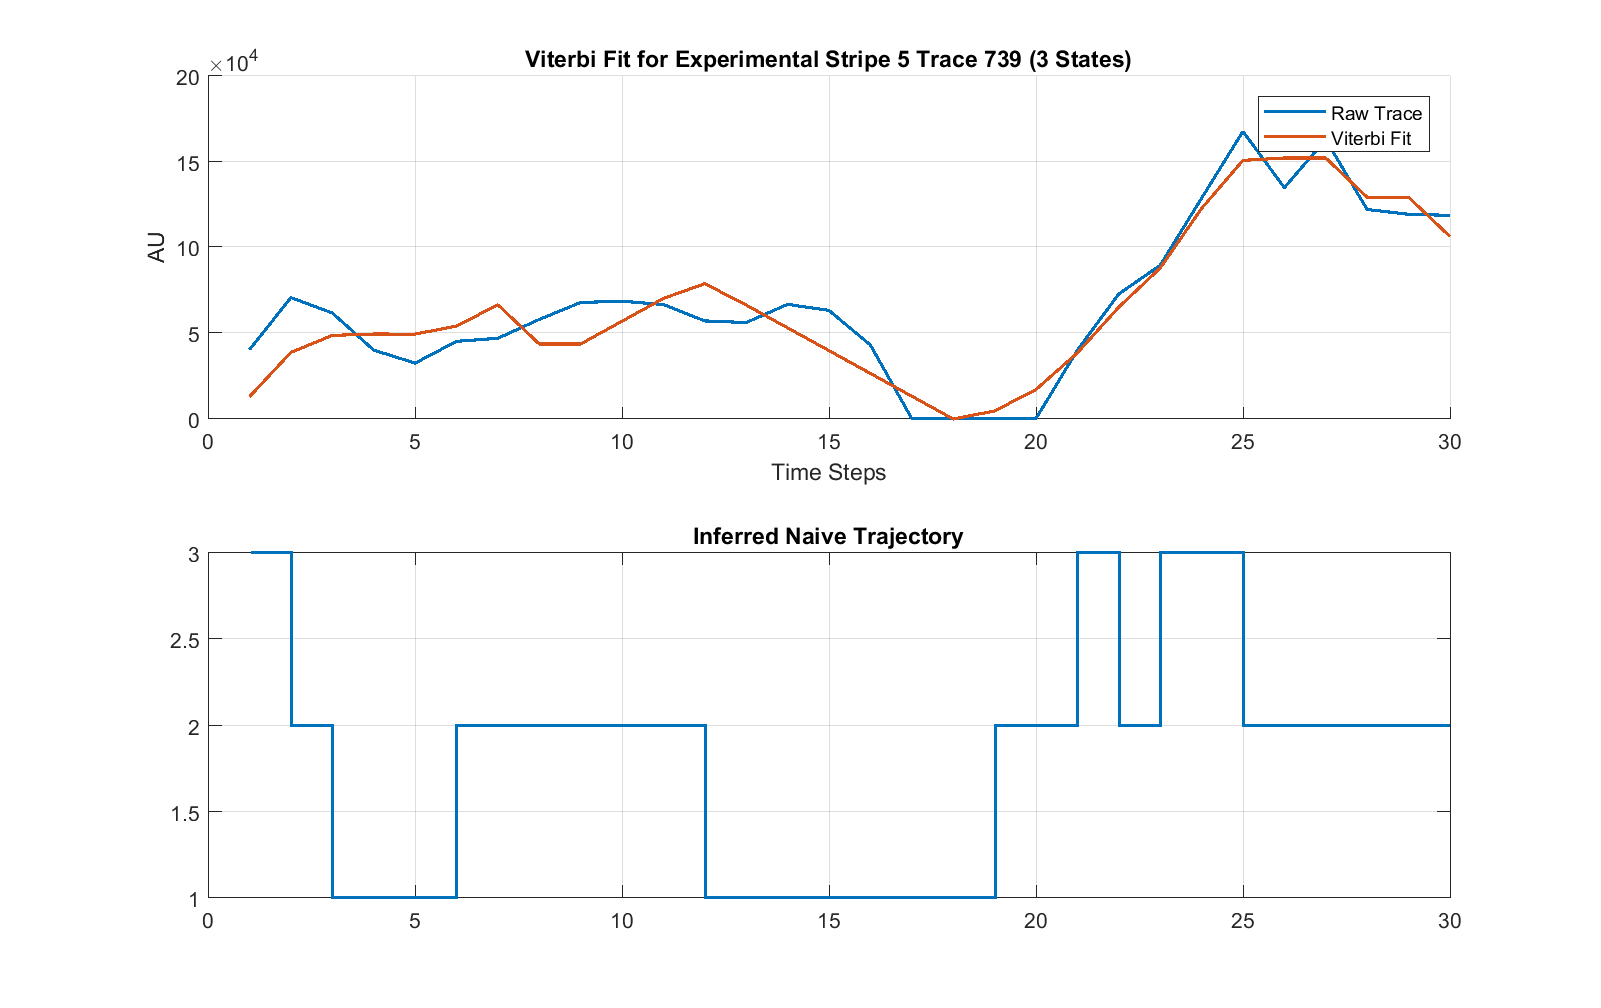 Viterbi Fit for Experimental Stripe 5 Trace 739 (3 States)
×10⁴
20
15
10
5
0
AU
Raw Trace
Viterbi Fit
0 5 10 15 20 25 30
Time Steps
Inferred Naive Trajectory
3
2.5
2
1.5
1
0 5 10 15 20 25 30